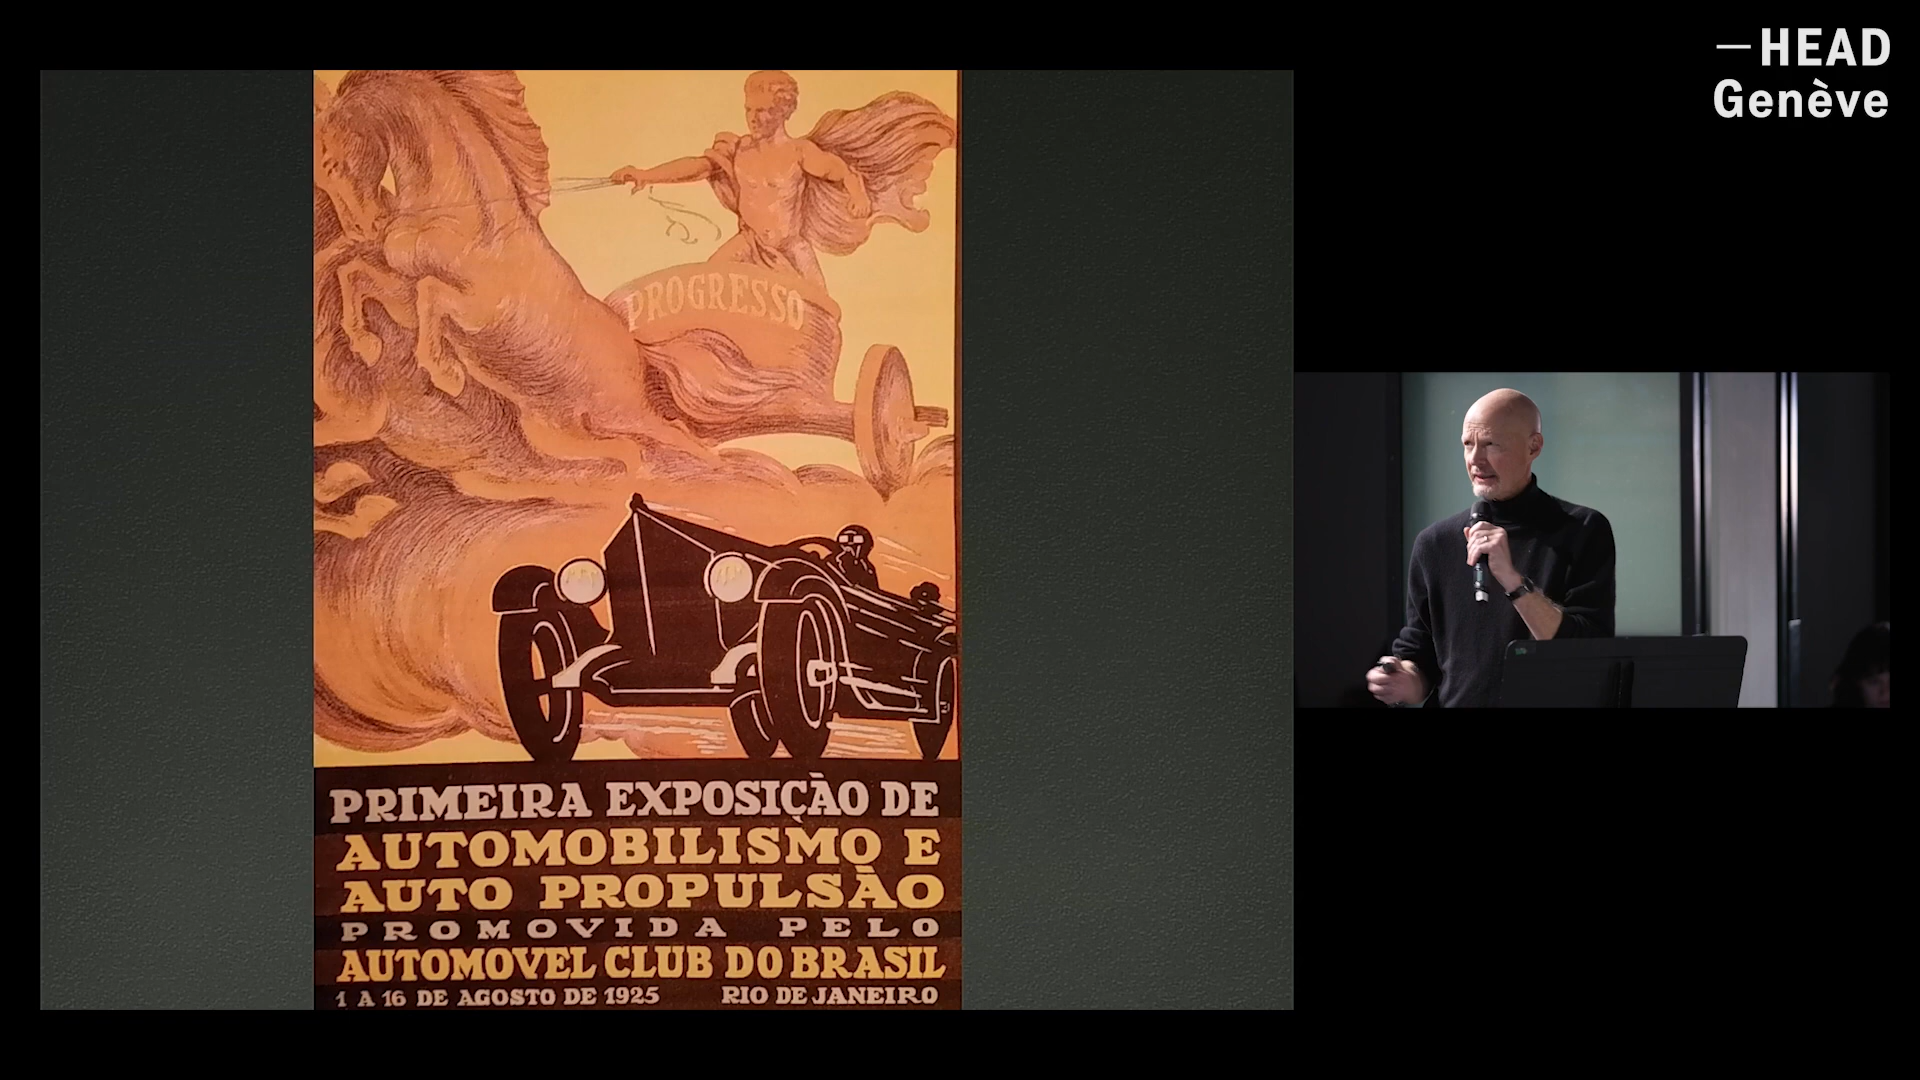 —HEAD
Genève
PROGRESSO
PRIMEIRA EXPOSIÇÃO DE
AUTOMOBILISMO E
AUTO PROPULSÃO
PROMOVIDA PELO
AUTOMOVEL CLUB DO BRASIL
1 A 16 DE AGOSTO DE 1925 RIO DE JANEIRO